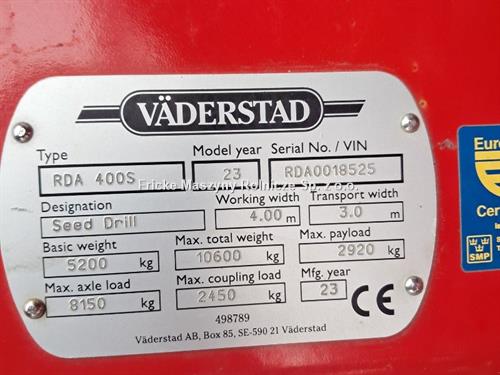 VÄDERSTAD
Type Model year Serial No. / VIN
RDA 400S 23 RDA0018525
Fricke Maszyny Rolnicze Sp. z o.o.
Designation Working width Transport width
Seed Drill 4.00 m 3.0 m
Basic weight Max. total weight Max. payload
5200 kg 10600 kg 2920 kg
Max. axle load Max. coupling load Mfg. year
8150 kg 2450 kg 23 CE
498789
Väderstad AB, Box 85, SE-590 21 Väderstad
SMP